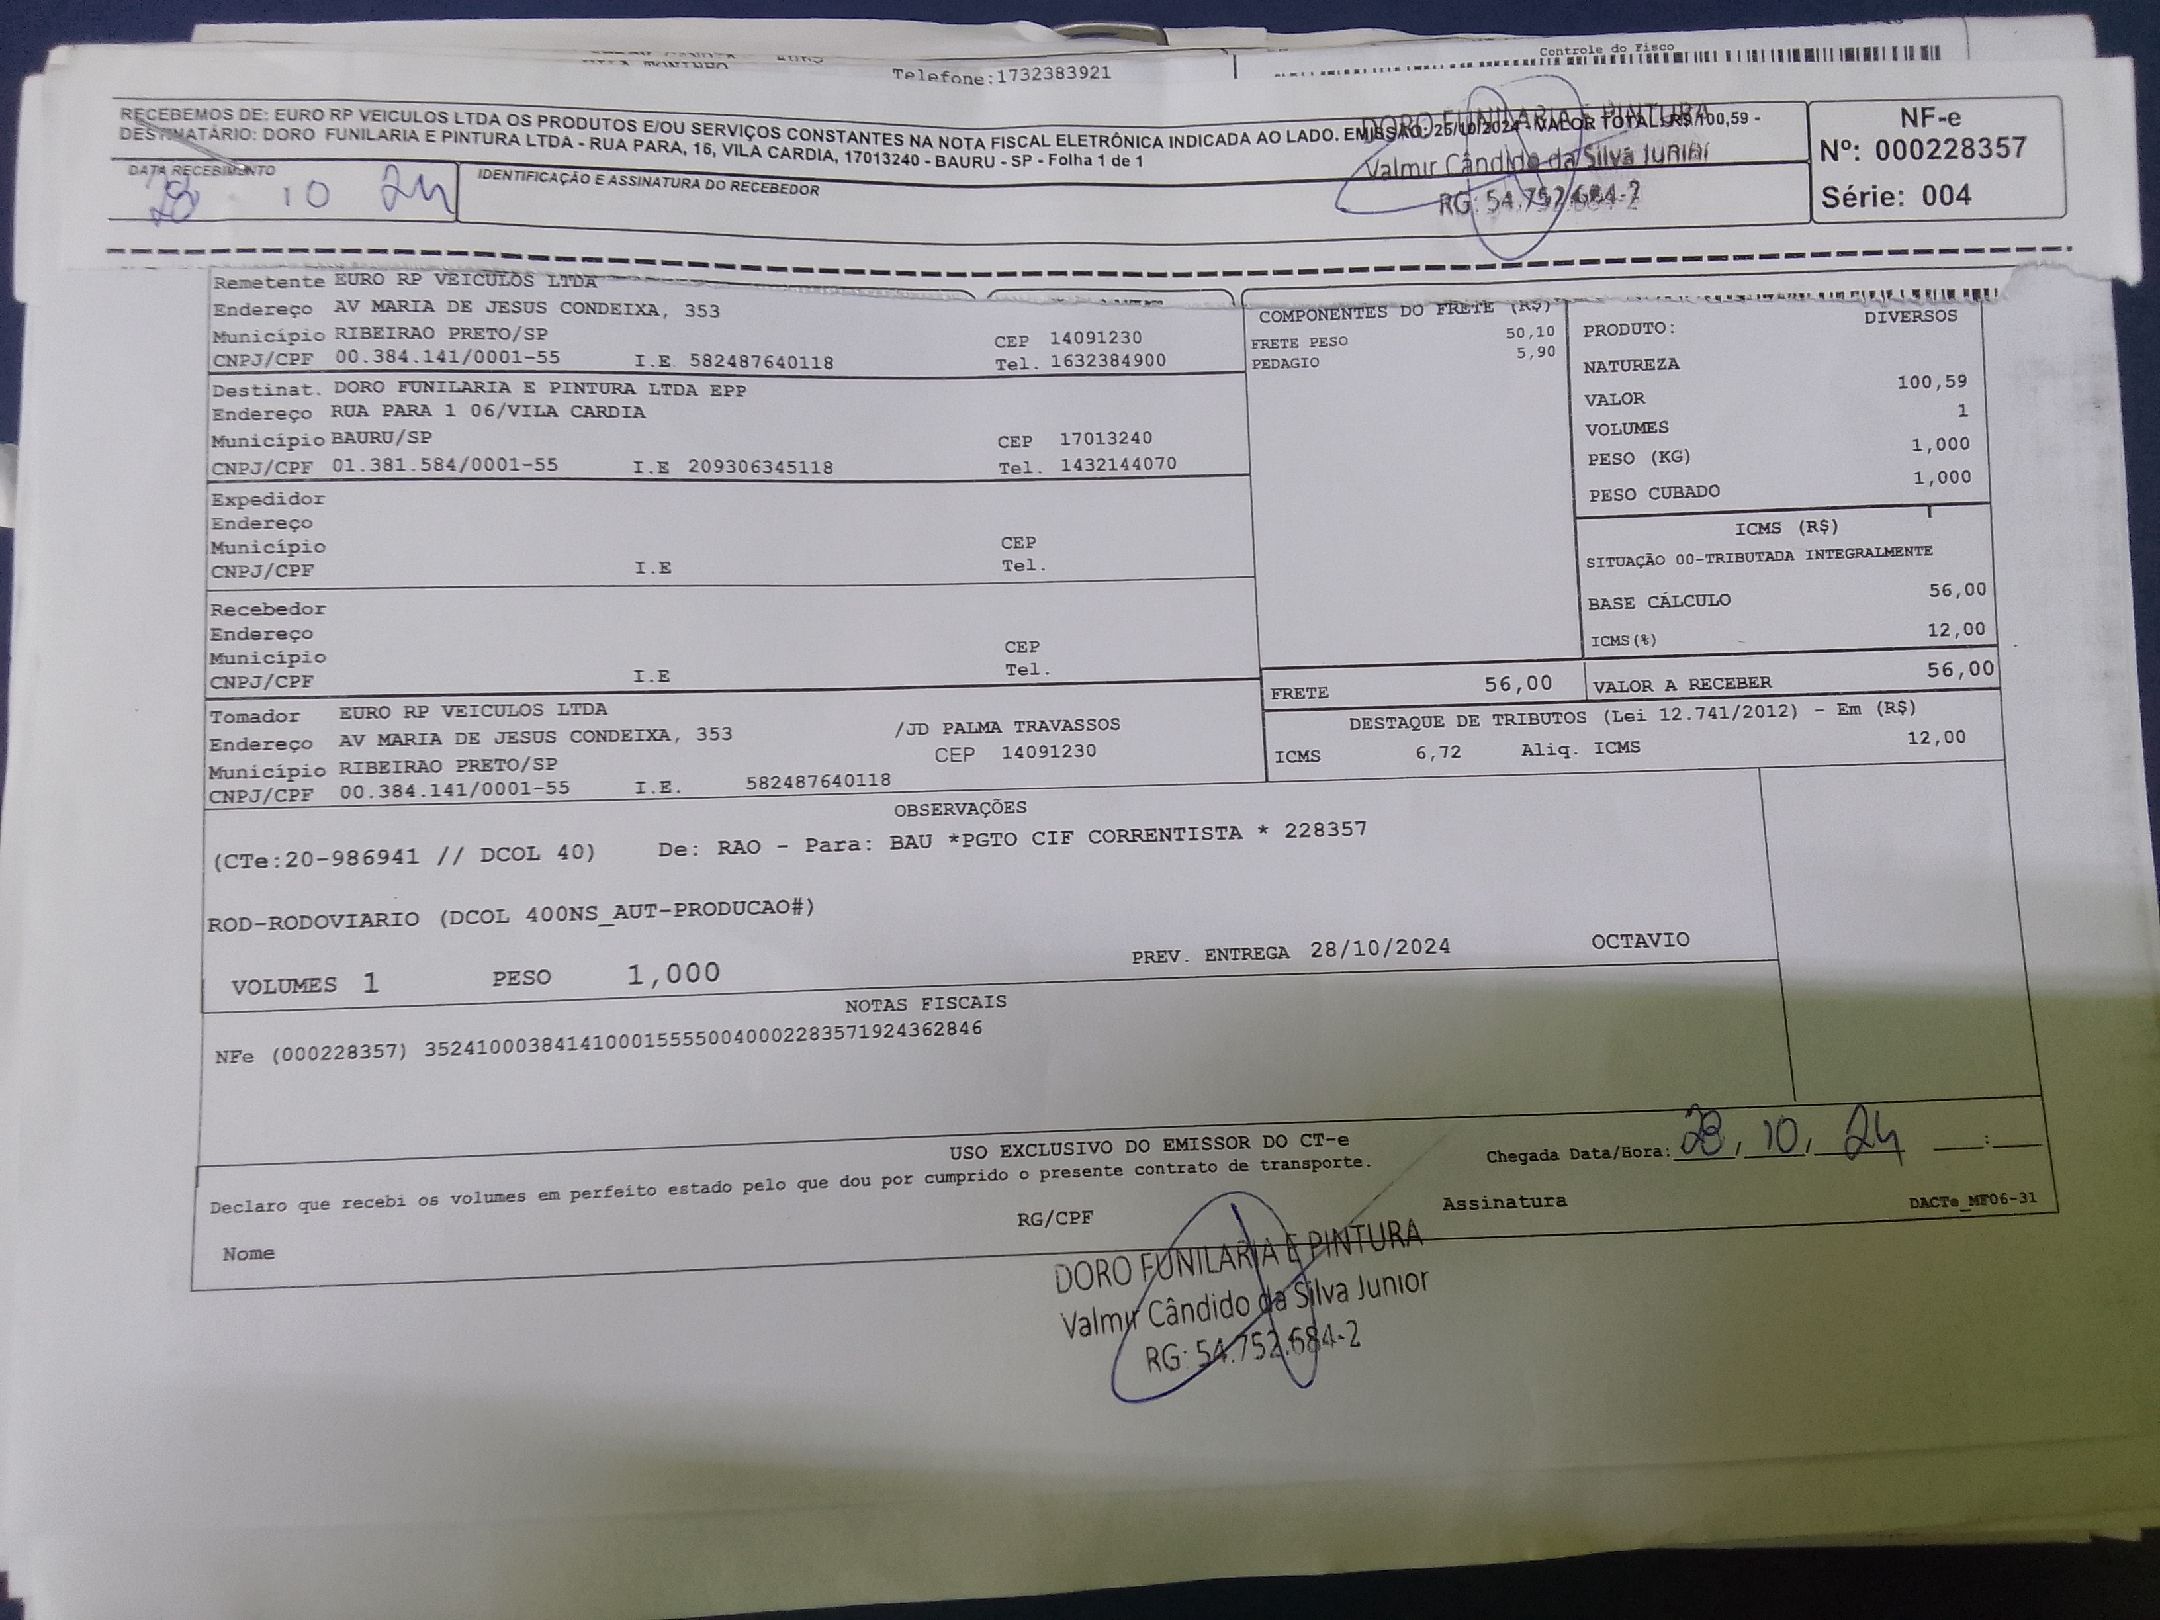 Telefone:1732383921
Controle do Fisco
RECEBEMOS DE: EURO RP VEICULOS LTDA OS PRODUTOS E/OU SERVIÇOS CONSTANTES NA NOTA FISCAL ELETRÔNICA INDICADA AO LADO. EMISSÃO: 25/10/2024 - VALOR TOTAL: R$ 100,59 -
DESTINATÁRIO: DORO FUNILARIA E PINTURA LTDA - RUA PARA, 16, VILA CARDIA, 17013240 - BAURU - SP - Folha 1 de 1
DORO FUNILARIA E PINTURA
Valmir Cândido da Silva Junior
RG: 54.752.684-2
NF-e
Nº: 000228357
Série: 004
DATA RECEBIMENTO
28 10 24
IDENTIFICAÇÃO E ASSINATURA DO RECEBEDOR
Remetente EURO RP VEICULOS LTDA
Endereço AV MARIA DE JESUS CONDEIXA, 353
Município RIBEIRAO PRETO/SP CEP 14091230
CNPJ/CPF 00.384.141/0001-55 I.E. 582487640118 Tel. 1632384900
Destinat. DORO FUNILARIA E PINTURA LTDA EPP
Endereço RUA PARA 1 06/VILA CARDIA
Município BAURU/SP CEP 17013240
CNPJ/CPF 01.381.584/0001-55 I.E 209306345118 Tel. 1432144070
Expedidor
Endereço
Município CEP
CNPJ/CPF I.E Tel.
Recebedor
Endereço
Município CEP
CNPJ/CPF I.E Tel.
Tomador EURO RP VEICULOS LTDA
Endereço AV MARIA DE JESUS CONDEIXA, 353 /JD PALMA TRAVASSOS
Município RIBEIRAO PRETO/SP CEP 14091230
CNPJ/CPF 00.384.141/0001-55 I.E. 582487640118
COMPONENTES DO FRETE (R$)
FRETE PESO 50,10
PEDAGIO 5,90
PRODUTO: DIVERSOS
NATUREZA
VALOR 100,59
VOLUMES 1
PESO (KG) 1,000
PESO CUBADO 1,000
ICMS (R$)
SITUAÇÃO 00-TRIBUTADA INTEGRALMENTE
BASE CÁLCULO 56,00
ICMS(%) 12,00
FRETE 56,00 VALOR A RECEBER 56,00
DESTAQUE DE TRIBUTOS (Lei 12.741/2012) - Em (R$)
ICMS 6,72 Aliq. ICMS 12,00
OBSERVAÇÕES
(CTe:20-986941 // DCOL 40) De: RAO - Para: BAU *PGTO CIF CORRENTISTA * 228357
ROD-RODOVIARIO (DCOL 400NS_AUT-PRODUCAO#)
VOLUMES 1 PESO 1,000 PREV. ENTREGA 28/10/2024 OCTAVIO
NOTAS FISCAIS
NFe (000228357) 35241000384141000155550040002283571924362846
USO EXCLUSIVO DO EMISSOR DO CT-e
Declaro que recebi os volumes em perfeito estado pelo que dou por cumprido o presente contrato de transporte.
Chegada Data/Hora: 28, 10, 24 :
Nome RG/CPF Assinatura DACTe_MF06-31
DORO FUNILARIA E PINTURA
Valmir Cândido da Silva Junior
RG: 54.752.684-2